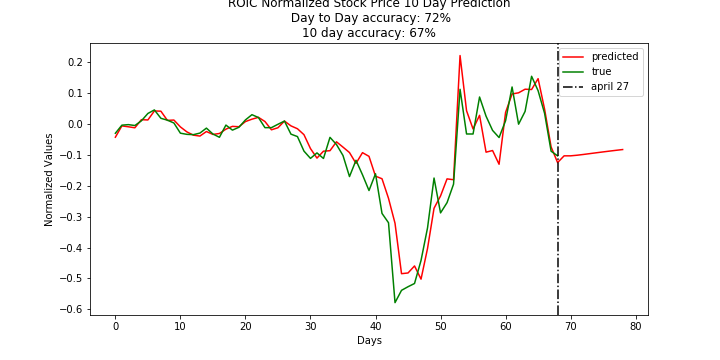 ROIC Normalized Stock Price 10 Day Prediction
Day to Day accuracy: 72%
10 day accuracy: 67%
predicted
true
april 27
Normalized Values
0.2
0.1
0.0
−0.1
−0.2
−0.3
−0.4
−0.5
−0.6
0 10 20 30 40 50 60 70 80
Days